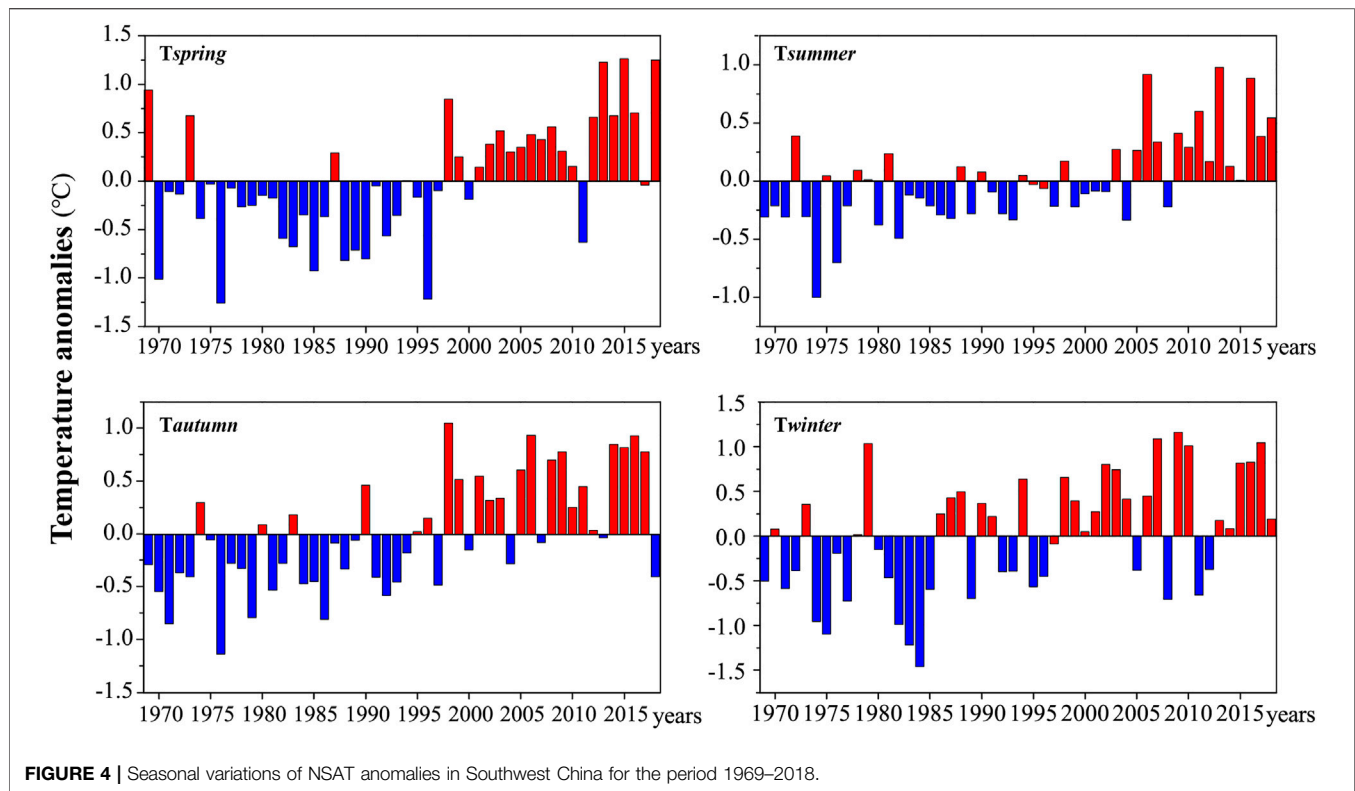 Temperature anomalies (°C)
Tspring
1.5
1.0
0.5
0.0
-0.5
-1.0
-1.5
1970 1975 1980 1985 1990 1995 2000 2005 2010 2015 years
Tsummer
1.0
0.5
0.0
-0.5
-1.0
1970 1975 1980 1985 1990 1995 2000 2005 2010 2015 years
Tautumn
1.0
0.5
0.0
-0.5
-1.0
-1.5
1970 1975 1980 1985 1990 1995 2000 2005 2010 2015 years
Twinter
1.5
1.0
0.5
0.0
-0.5
-1.0
-1.5
1970 1975 1980 1985 1990 1995 2000 2005 2010 2015 years
FIGURE 4 | Seasonal variations of NSAT anomalies in Southwest China for the period 1969–2018.